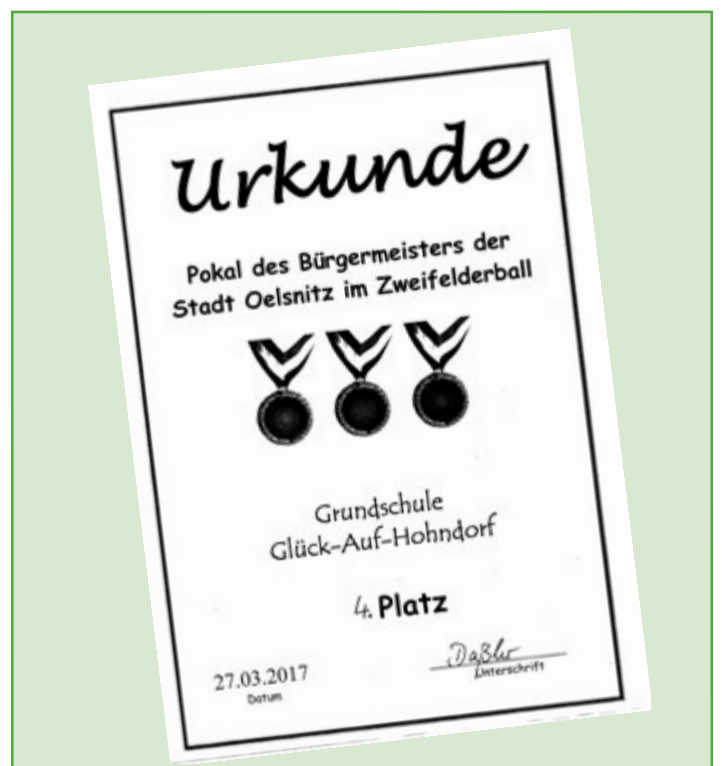 Urkunde
Pokal des Bürgermeisters der
Stadt Oelsnitz im Zweifelderball
Grundschule
Glück-Auf-Hohndorf
4. Platz
27.03.2017
Datum
Unterschrift